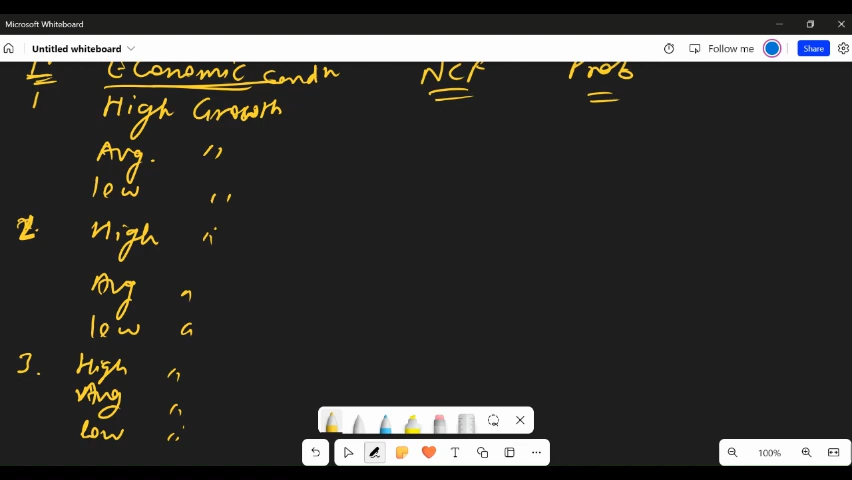 Microsoft Whiteboard
Untitled whiteboard
Follow me
Share
Economic condn NCF Prob
1 High Growth
Avg. "
low "
2. High "
Avg "
low "
3. High "
Avg "
low "
100%